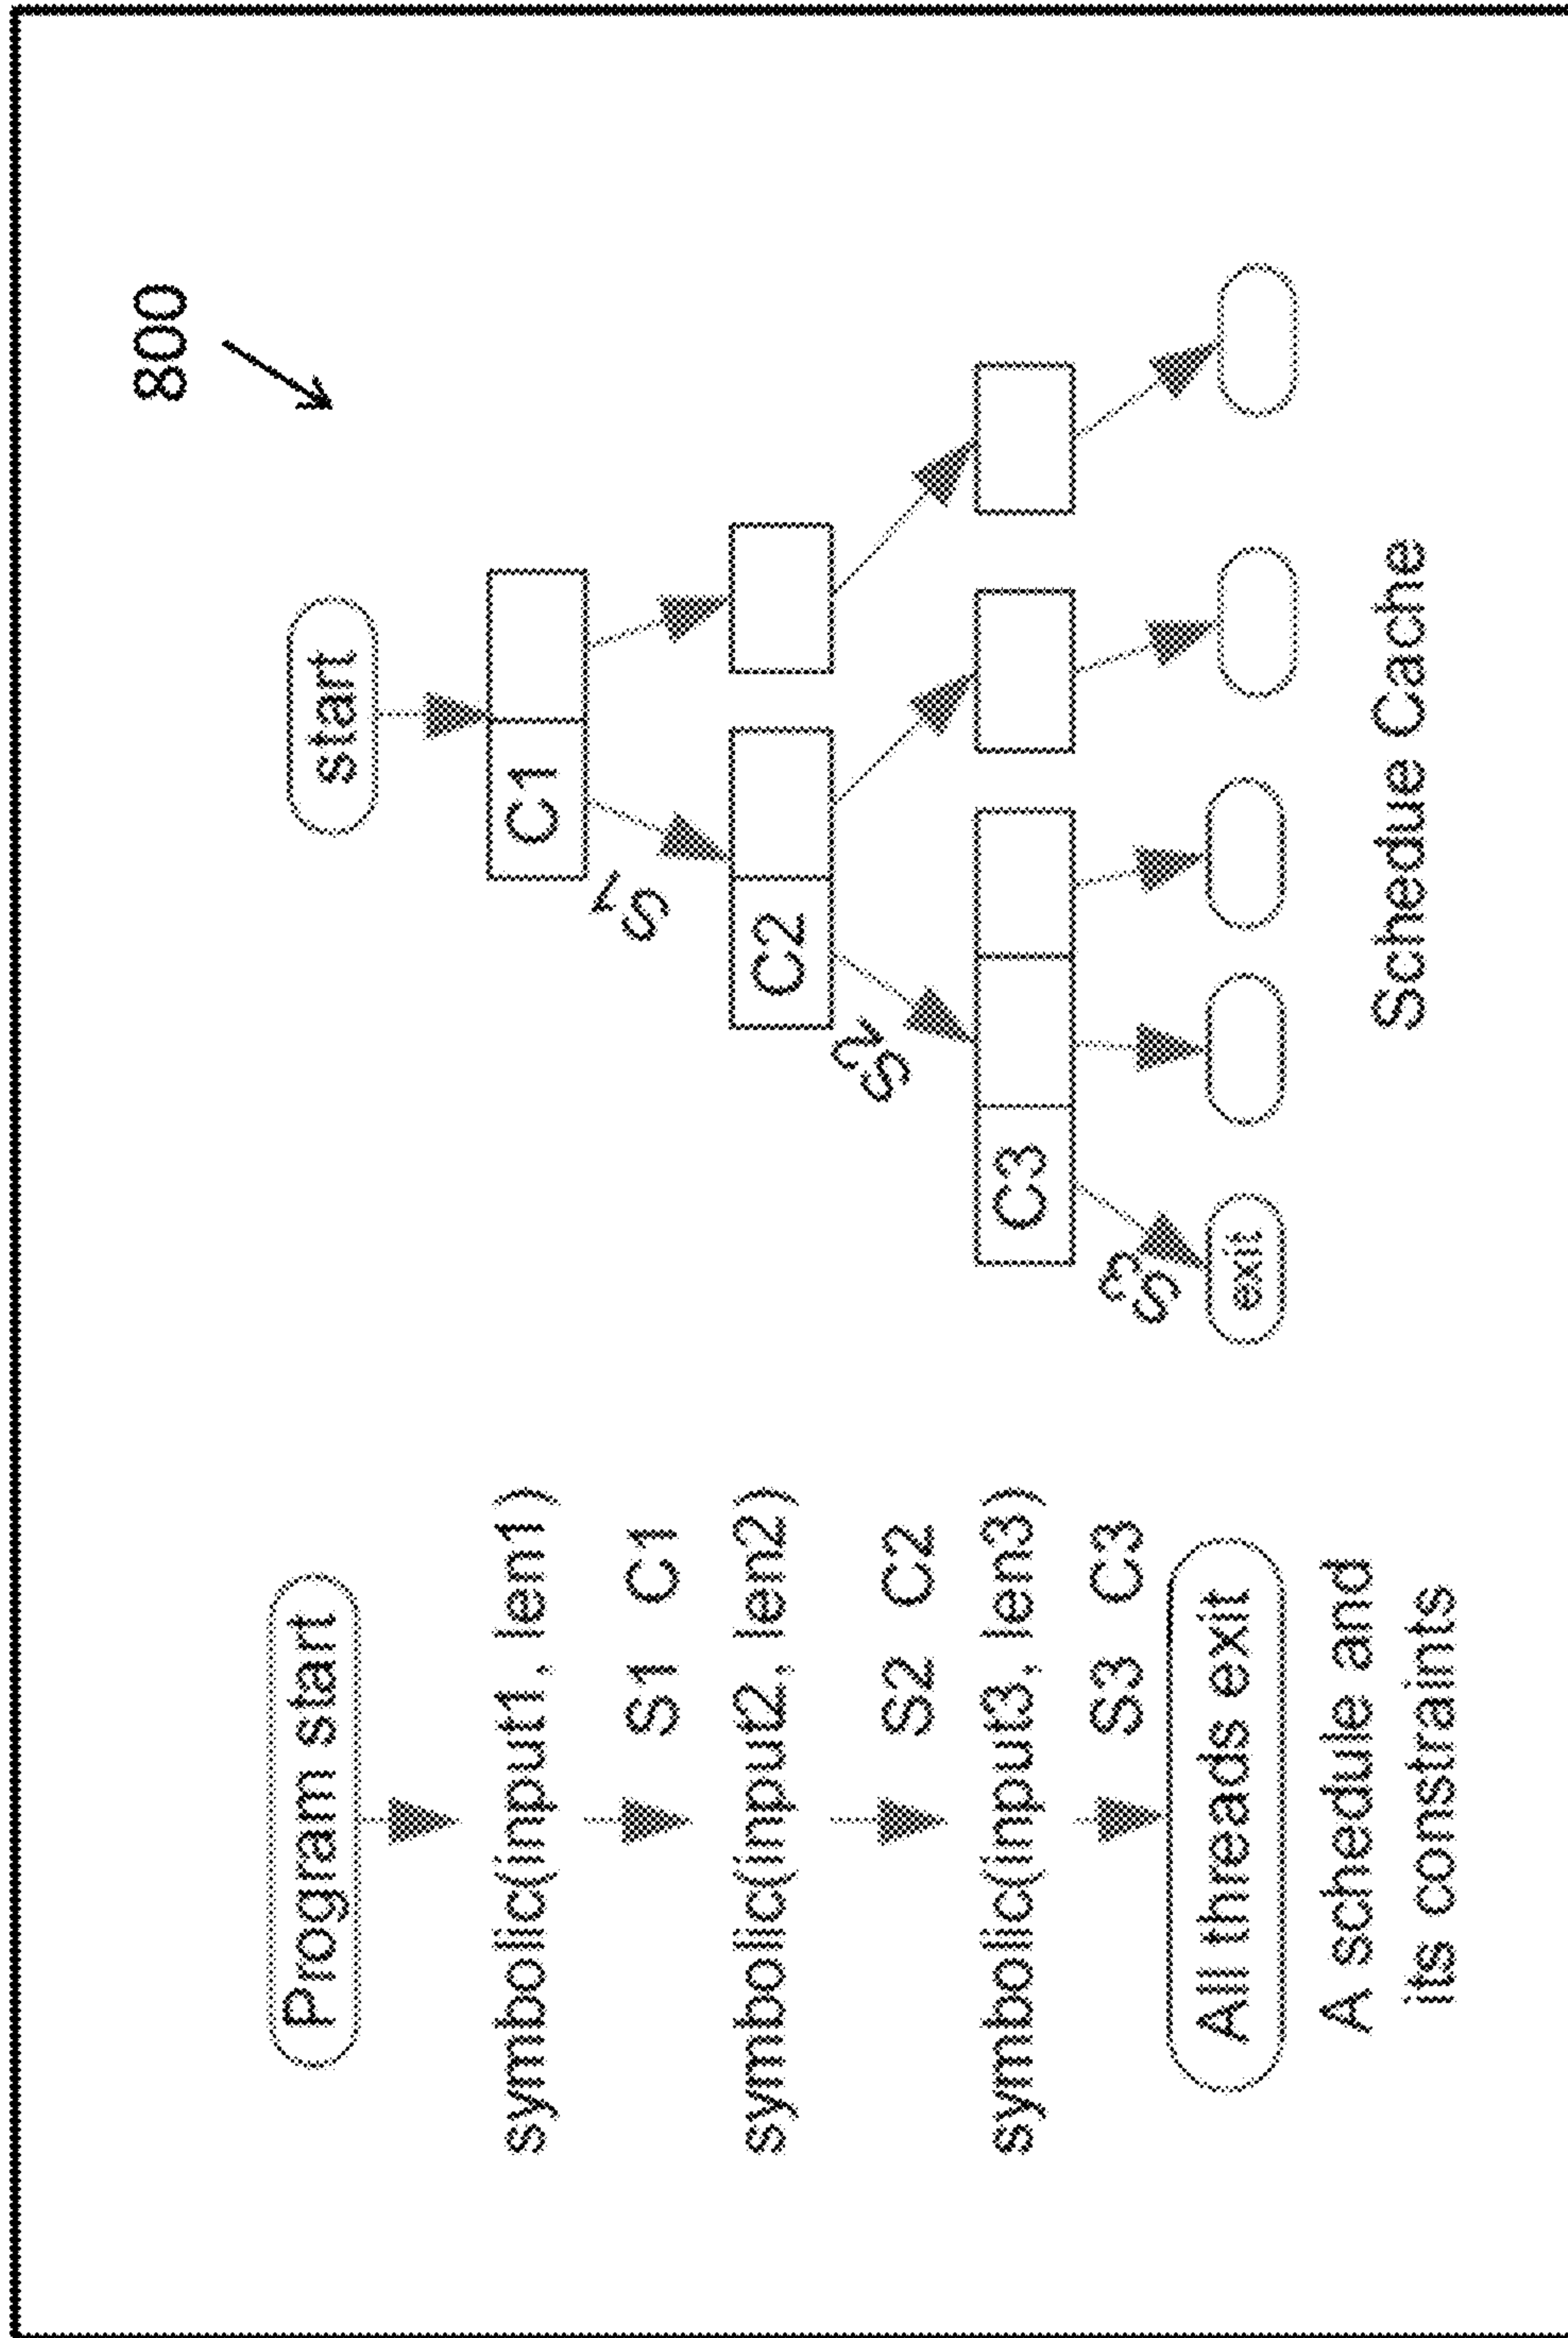 800
Program start
symbolic(input1, len1)
S1 C1
symbolic(input2, len2)
S2 C2
symbolic(input3, len3)
S3 C3
All threads exit
A schedule and
its constraints
start
C1
S1
C2
S2
C3
S3
exit
Schedule Cache